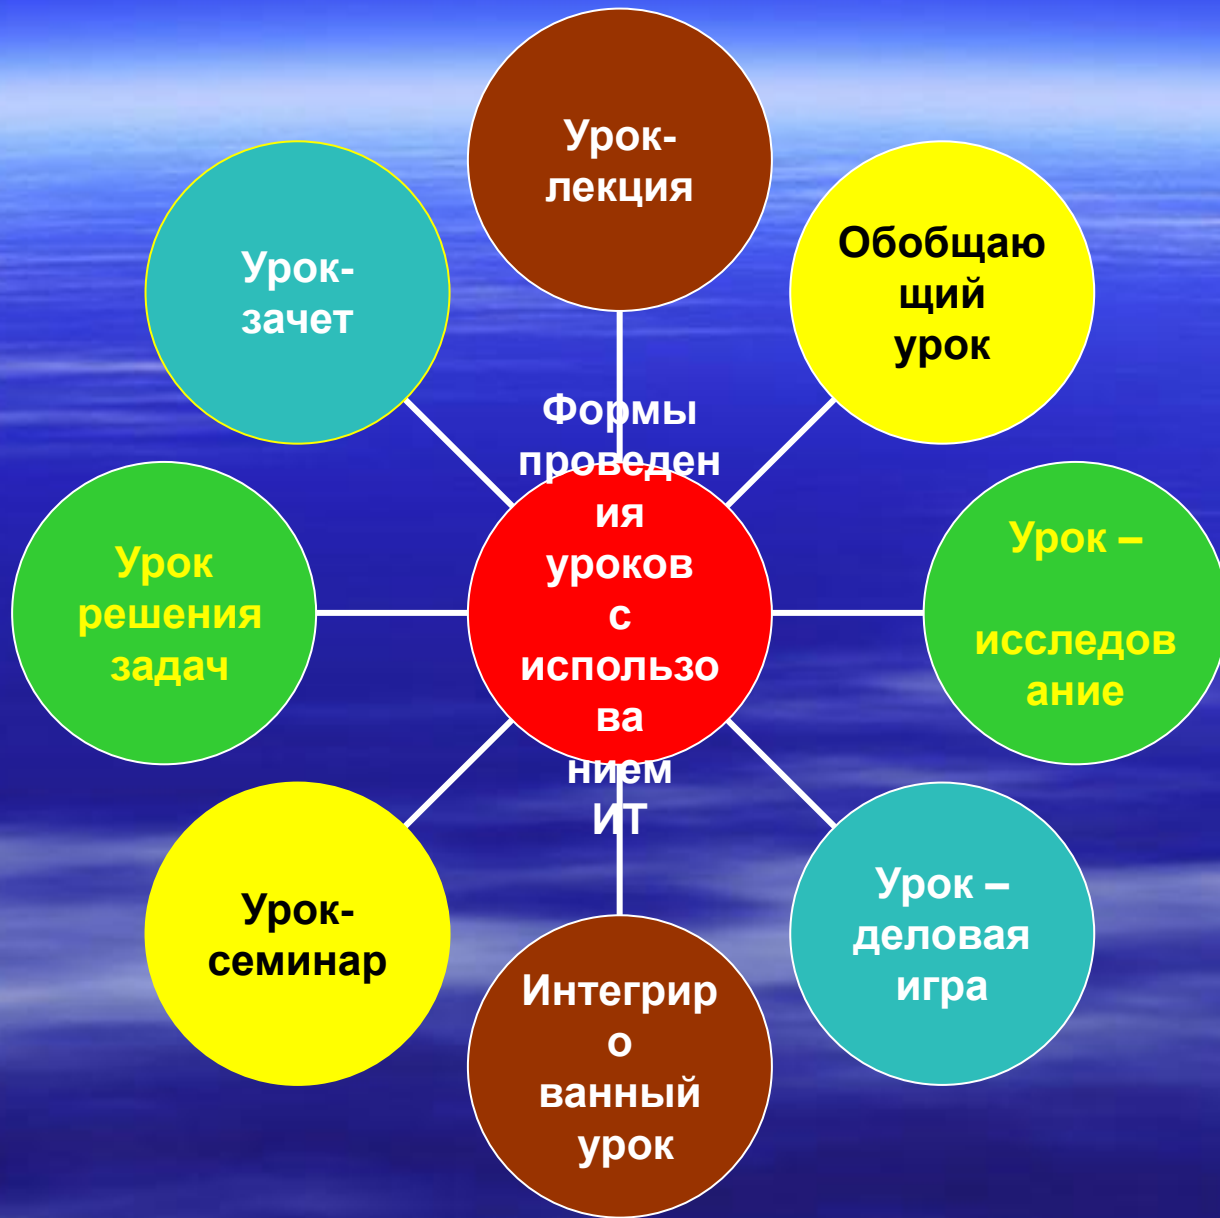 Урок-
лекция
Обобщаю
щий
урок
Урок –
исследов
ание
Урок –
деловая
игра
Интегрир
о
ванный
урок
Урок-
семинар
Урок
решения
задач
Урок-
зачет
Формы
проведен
ия
уроков
с
использо
ва
нием
ИТ